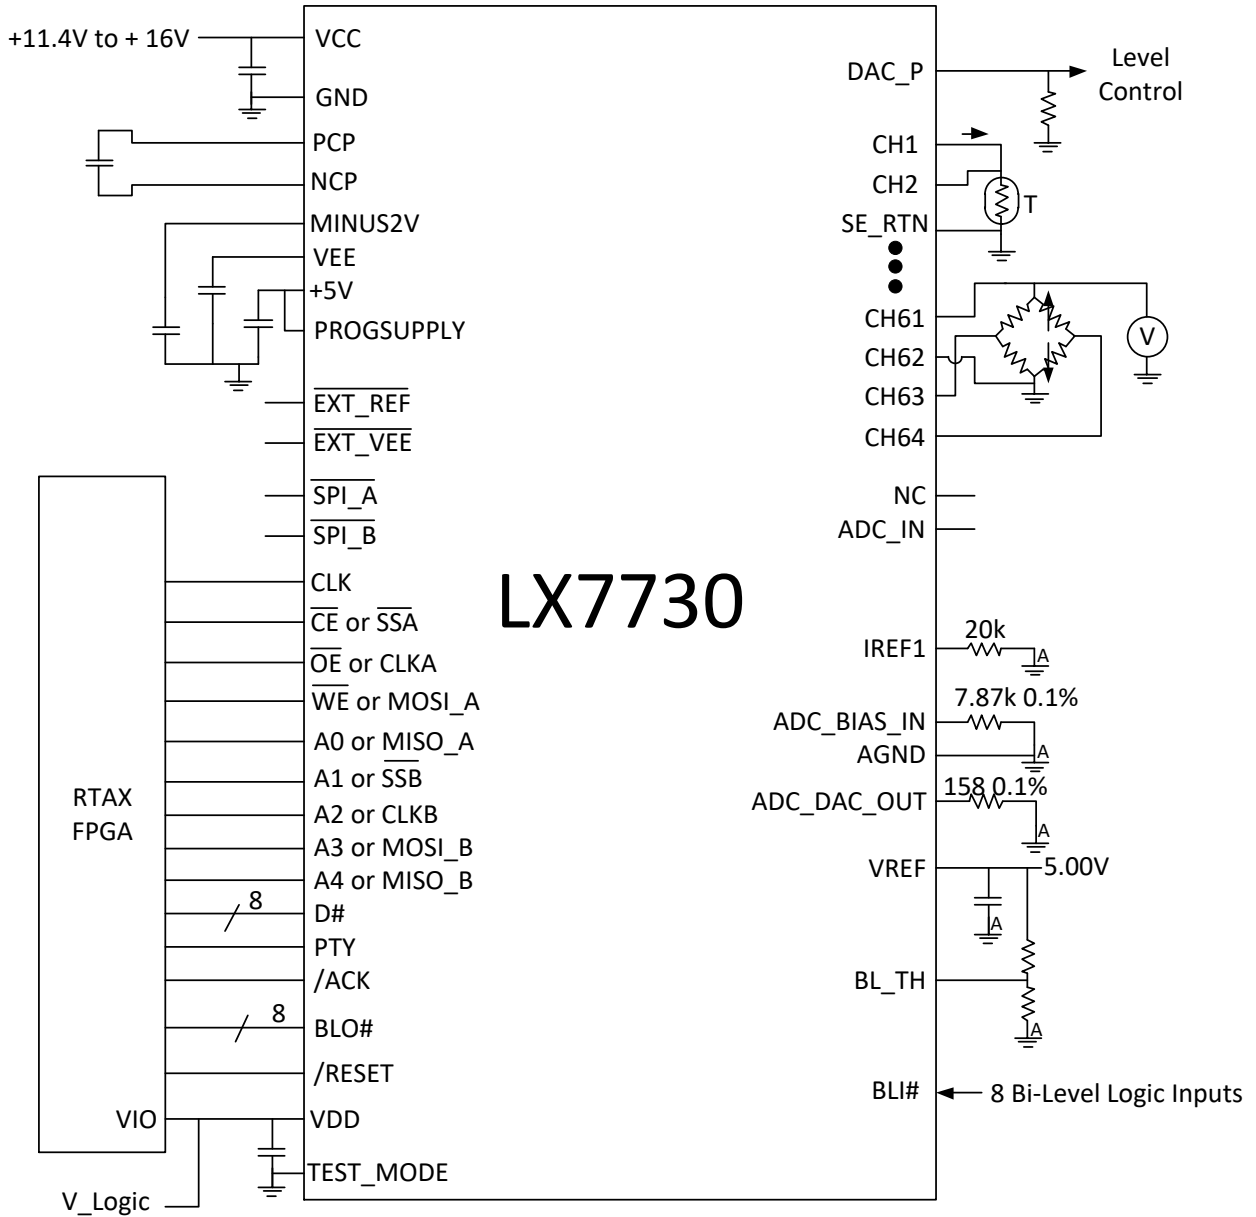 +11.4V to + 16V
VCC
GND
PCP
NCP
MINUS2V
VEE
+5V
PROGSUPPLY
EXT_REF
EXT_VEE
SPI_A
SPI_B
CLK
CE or SSA
OE or CLKA
WE or MOSI_A
A0 or MISO_A
A1 or SSB
A2 or CLKB
A3 or MOSI_B
A4 or MISO_B
8
D#
PTY
/ACK
8
BLO#
/RESET
VIO
VDD
TEST_MODE
V_Logic
RTAX
FPGA
LX7730
DAC_P
Level
Control
CH1
CH2
T
SE_RTN
CH61
CH62
CH63
CH64
V
NC
ADC_IN
IREF1
20k
A
ADC_BIAS_IN
7.87k 0.1%
AGND
A
ADC_DAC_OUT
158 0.1%
A
VREF
5.00V
A
BL_TH
A
BLI#
8 Bi-Level Logic Inputs